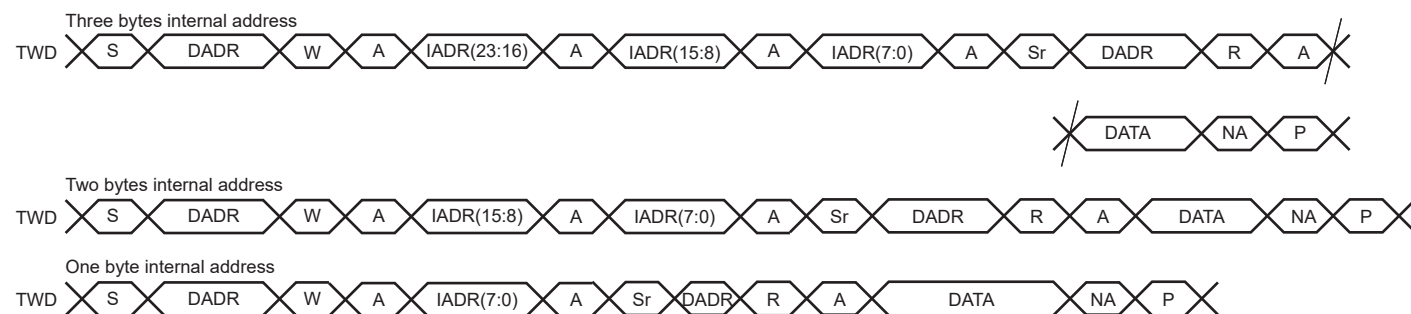 Three bytes internal address
TWD S DADR W A IADR(23:16) A IADR(15:8) A IADR(7:0) A Sr DADR R A
DATA NA P
Two bytes internal address
TWD S DADR W A IADR(15:8) A IADR(7:0) A Sr DADR R A DATA NA P
One byte internal address
TWD S DADR W A IADR(7:0) A Sr DADR R A DATA NA P